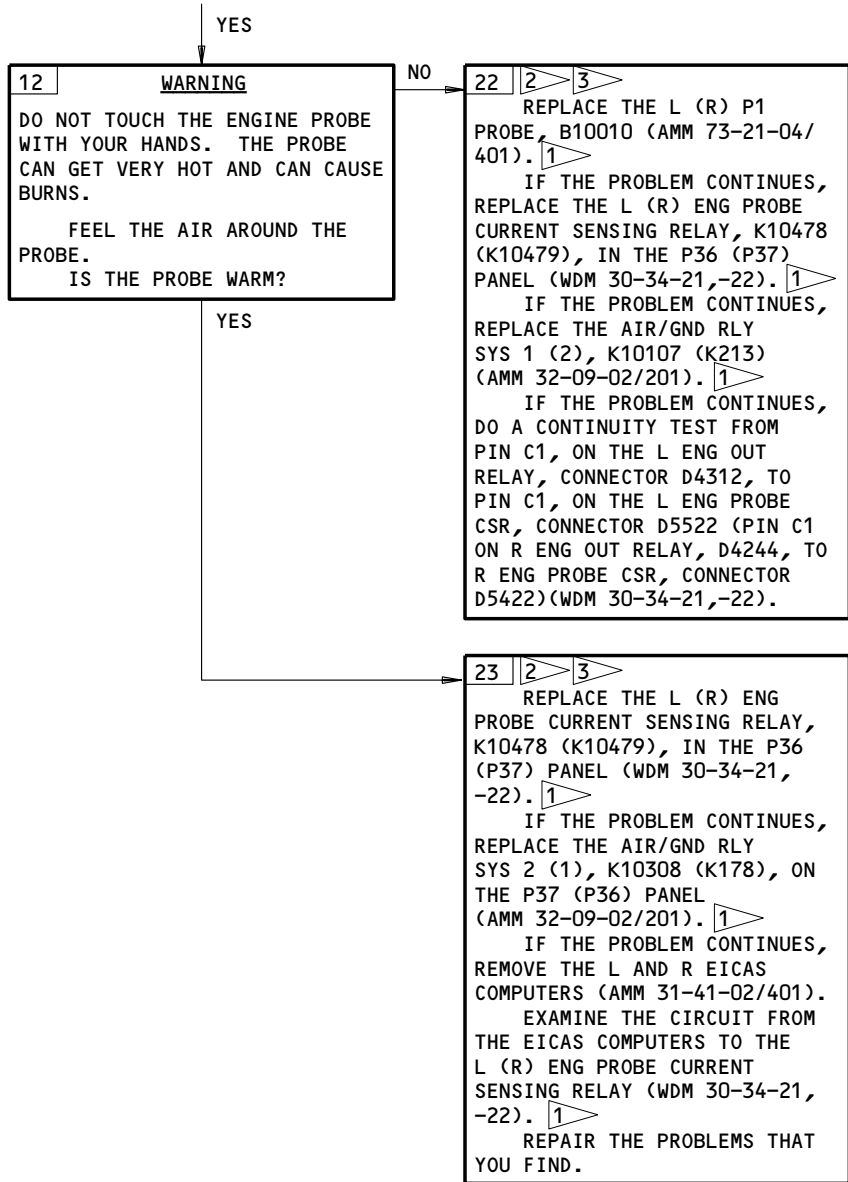 YES
12 WARNING
DO NOT TOUCH THE ENGINE PROBE
WITH YOUR HANDS. THE PROBE
CAN GET VERY HOT AND CAN CAUSE
BURNS.
FEEL THE AIR AROUND THE
PROBE.
IS THE PROBE WARM?
NO
YES
22 2 3
REPLACE THE L (R) P1
PROBE, B10010 (AMM 73-21-04/
401). 1
IF THE PROBLEM CONTINUES,
REPLACE THE L (R) ENG PROBE
CURRENT SENSING RELAY, K10478
(K10479), IN THE P36 (P37)
PANEL (WDM 30-34-21,-22). 1
IF THE PROBLEM CONTINUES,
REPLACE THE AIR/GND RLY
SYS 1 (2), K10107 (K213)
(AMM 32-09-02/201). 1
IF THE PROBLEM CONTINUES,
DO A CONTINUITY TEST FROM
PIN C1, ON THE L ENG OUT
RELAY, CONNECTOR D4312, TO
PIN C1, ON THE L ENG PROBE
CSR, CONNECTOR D5522 (PIN C1
ON R ENG OUT RELAY, D4244, TO
R ENG PROBE CSR, CONNECTOR
D5422)(WDM 30-34-21,-22).
23 2 3
REPLACE THE L (R) ENG
PROBE CURRENT SENSING RELAY,
K10478 (K10479), IN THE P36
(P37) PANEL (WDM 30-34-21,
-22). 1
IF THE PROBLEM CONTINUES,
REPLACE THE AIR/GND RLY
SYS 2 (1), K10308 (K178), ON
THE P37 (P36) PANEL
(AMM 32-09-02/201). 1
IF THE PROBLEM CONTINUES,
REMOVE THE L AND R EICAS
COMPUTERS (AMM 31-41-02/401).
EXAMINE THE CIRCUIT FROM
THE EICAS COMPUTERS TO THE
L (R) ENG PROBE CURRENT
SENSING RELAY (WDM 30-34-21,
-22). 1
REPAIR THE PROBLEMS THAT
YOU FIND.